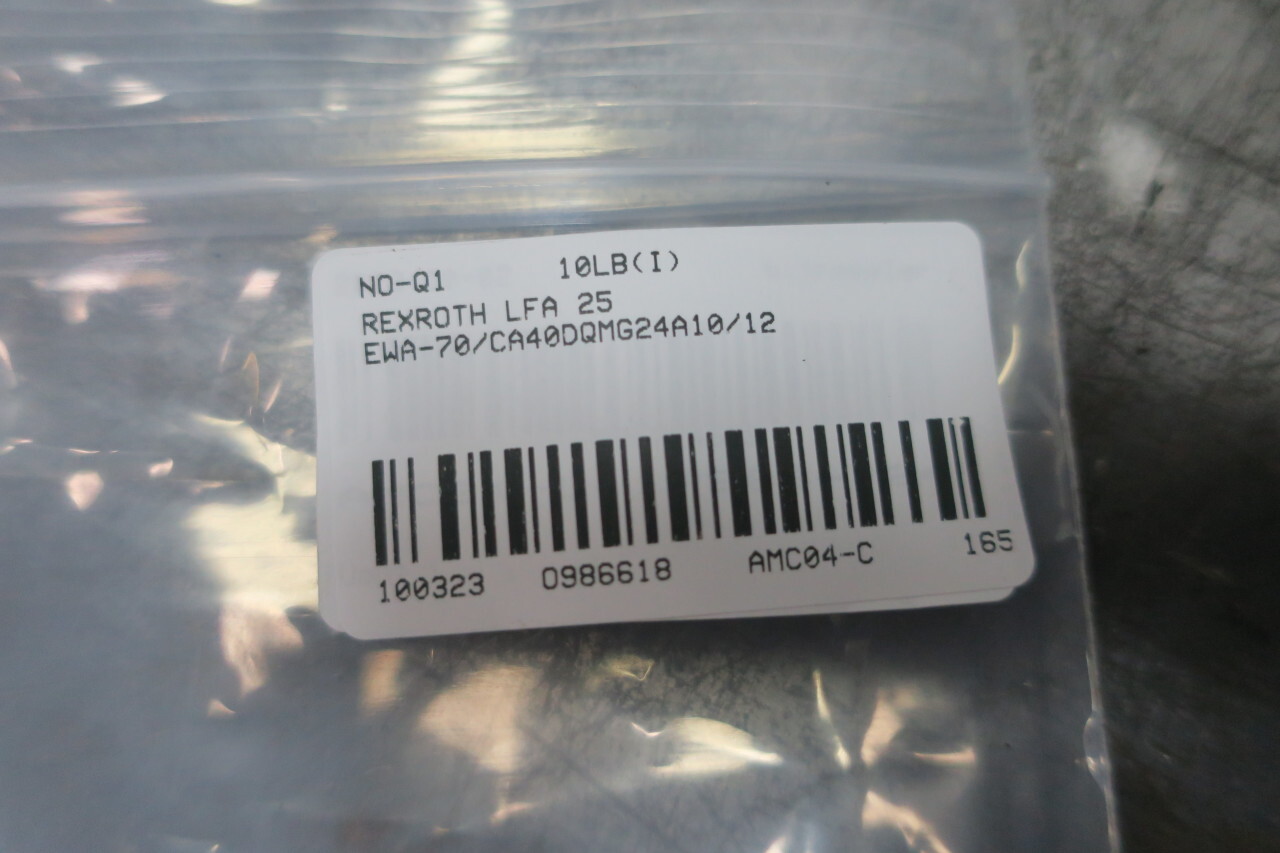 NO-Q1 10LB(I)
REXROTH LFA 25
EWA-70/CA40DQMG24A10/12
100323 0986618 AMC04-C 165